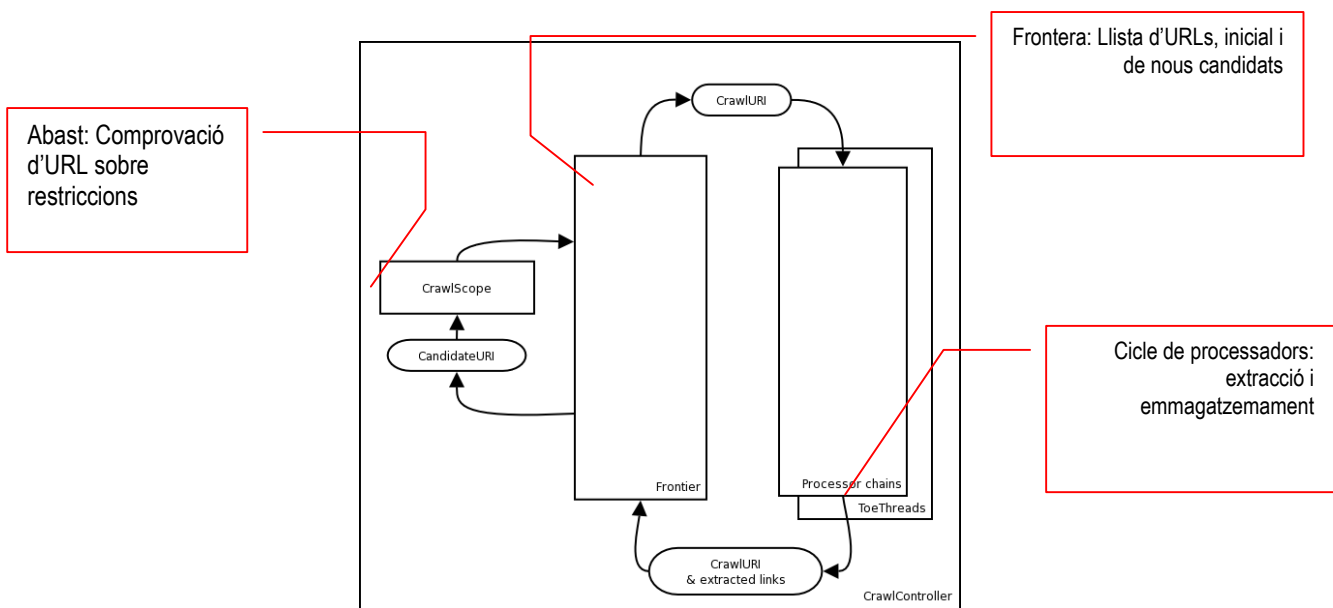 Frontera: Llista d’URLs, inicial i
de nous candidats
Abast: Comprovació
d’URL sobre
restriccions
CrawlURI
CrawlScope
CandidateURI
Cicle de processadors:
extracció i
emmagatzemament
Frontier
Processor chains
ToeThreads
CrawlURI
& extracted links
CrawlController